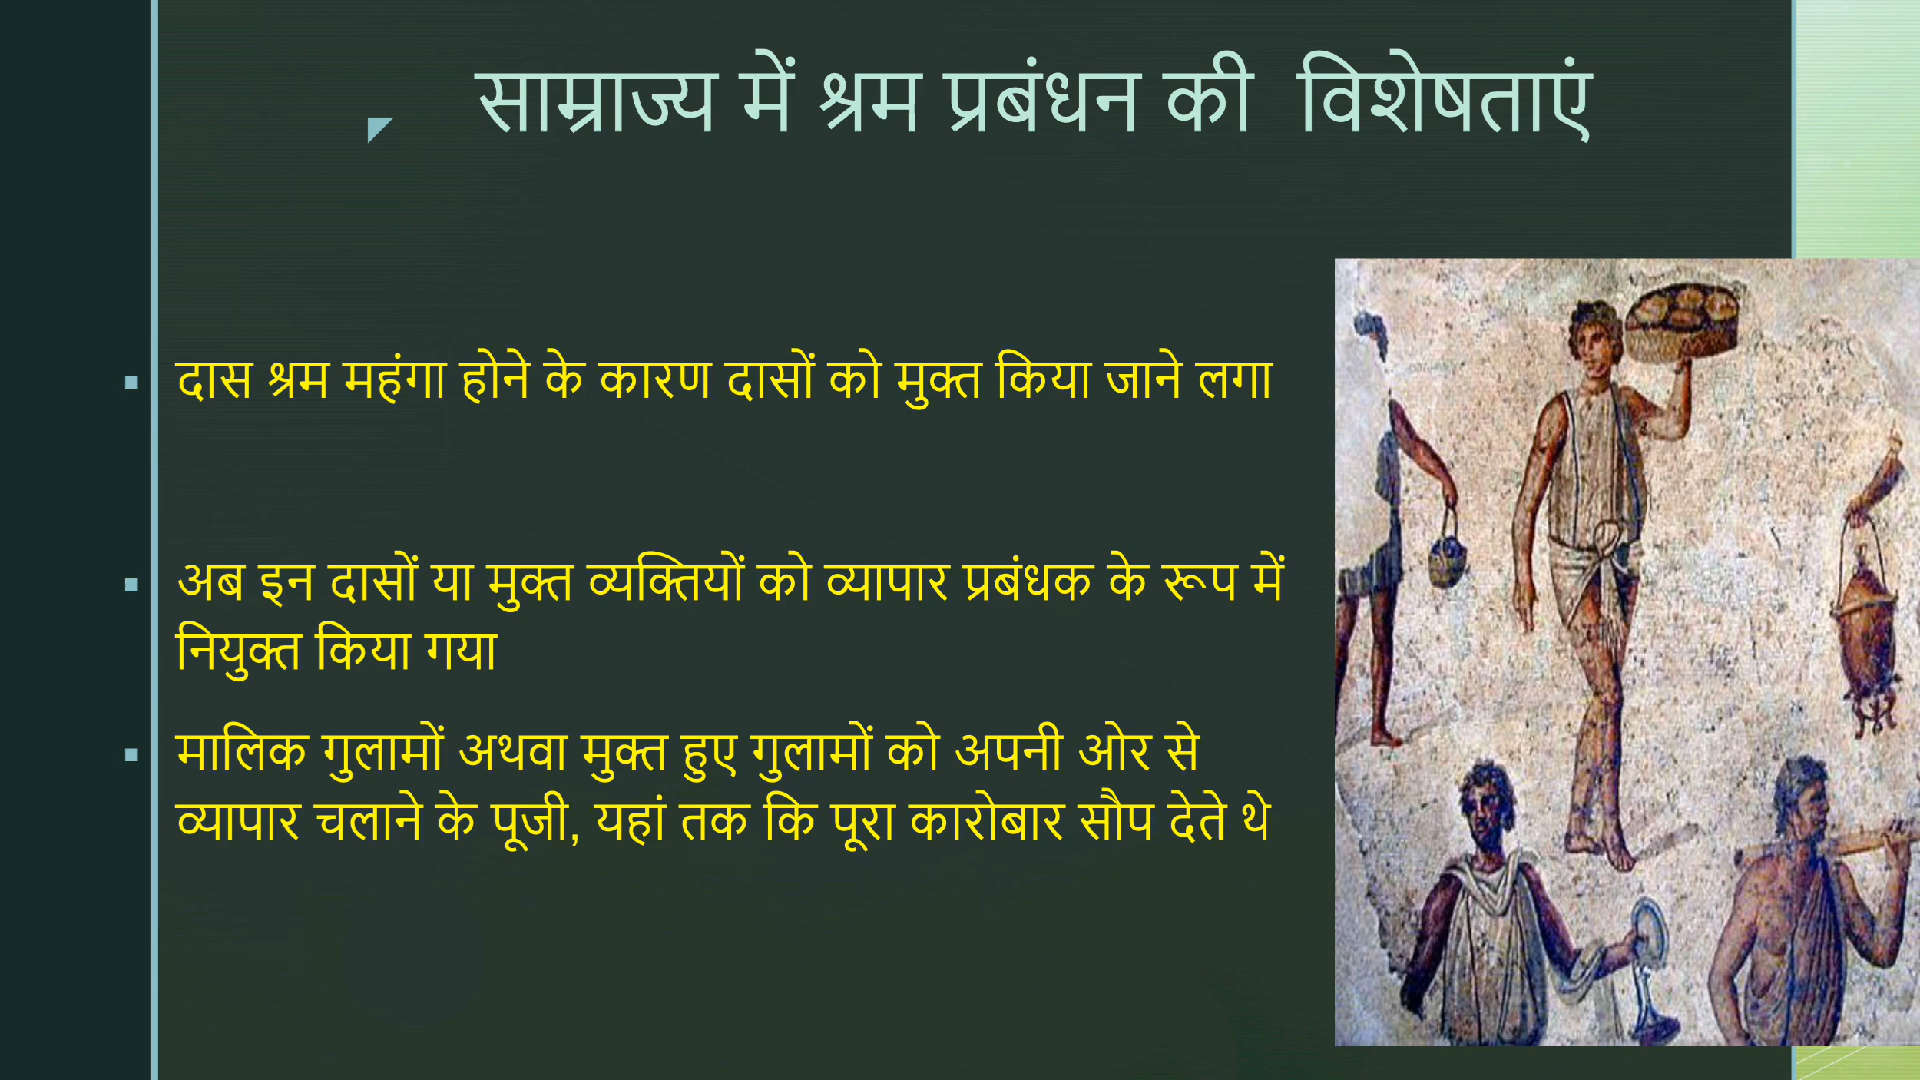 साम्राज्य में श्रम प्रबंधन की विशेषताएं
▪ दास श्रम महंगा होने के कारण दासों को मुक्त किया जाने लगा
▪ अब इन दासों या मुक्त व्यक्तियों को व्यापार प्रबंधक के रूप में
नियुक्त किया गया
▪ मालिक गुलामों अथवा मुक्त हुए गुलामों को अपनी ओर से
व्यापार चलाने के पूजी, यहां तक कि पूरा कारोबार सौप देते थे